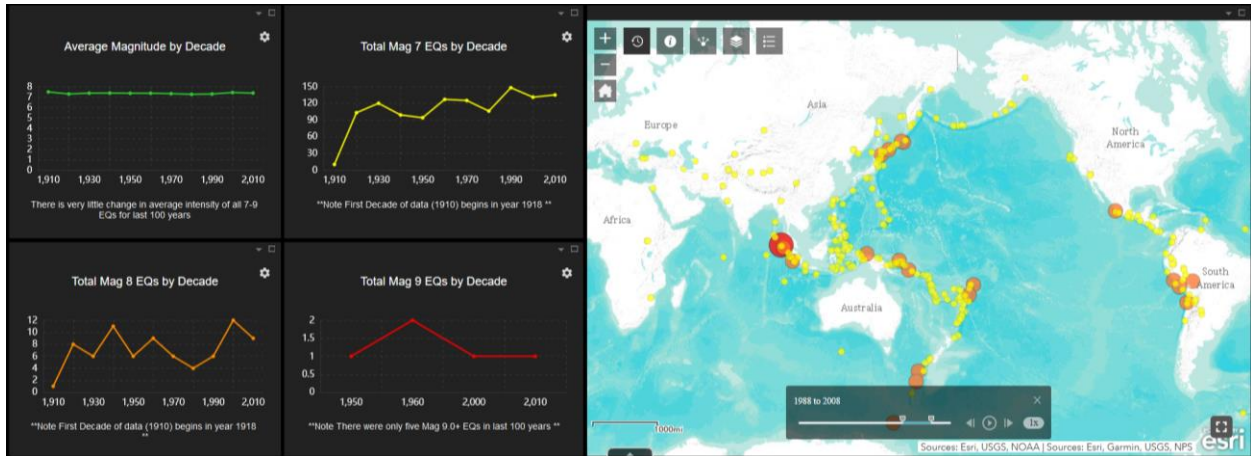 Average Magnitude by Decade
8
7
6
5
4
3
2
1
0
1,910 1,930 1,950 1,970 1,990 2,010
There is very little change in average intensity of all 7-9
EQs for last 100 years
Total Mag 7 EQs by Decade
150
120
90
60
30
0
1,910 1,930 1,950 1,970 1,990 2,010
**Note First Decade of data (1910) begins in year 1918 **
Total Mag 8 EQs by Decade
12
10
8
6
4
2
0
1,910 1,930 1,950 1,970 1,990 2,010
**Note First Decade of data (1910) begins in year 1918
**
Total Mag 9 EQs by Decade
2
1.5
1
0.5
0
1,950 1,960 2,000 2,010
**Note There were only five Mag 9.0+ EQs in last 100 years **
Asia
Europe
North
America
Africa
South
America
Australia
1988 to 2008
1x
1000mi
Sources: Esri, USGS, NOAA | Sources: Esri, Garmin, USGS, NPS
esri